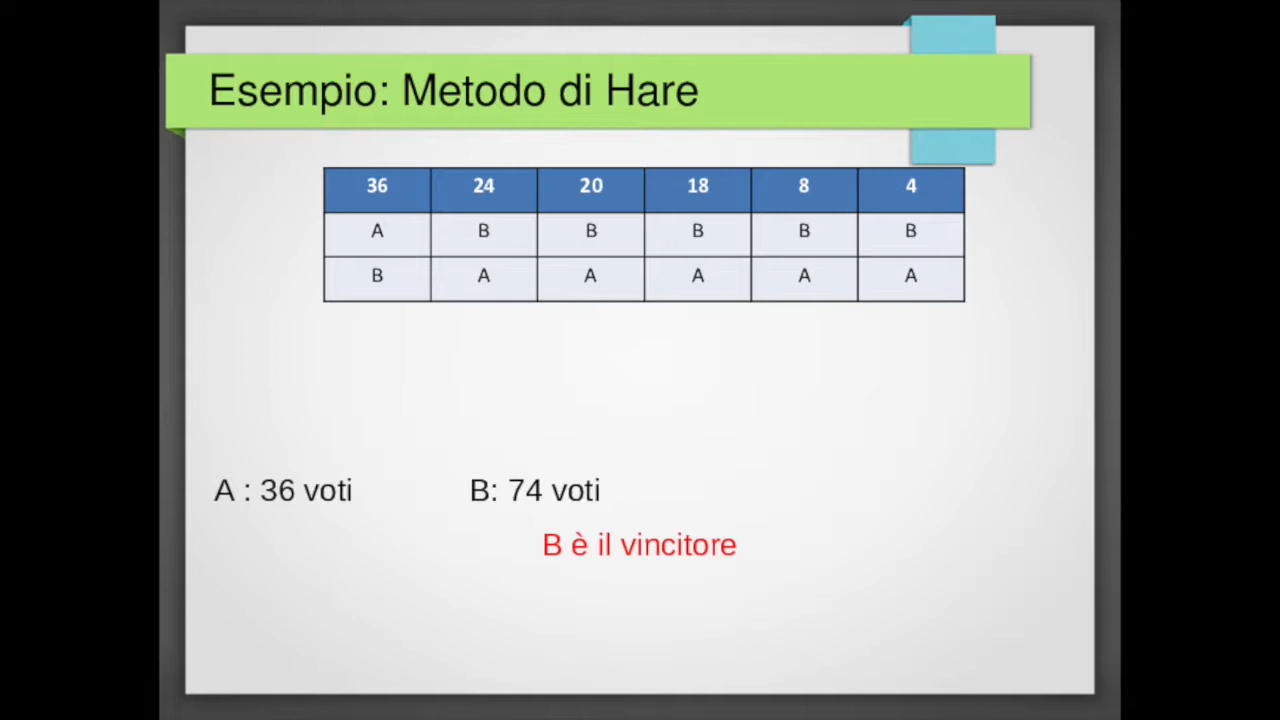 Esempio: Metodo di Hare
36 24 20 18 8 4
A B B B B B
B A A A A A
A : 36 voti B: 74 voti
B è il vincitore